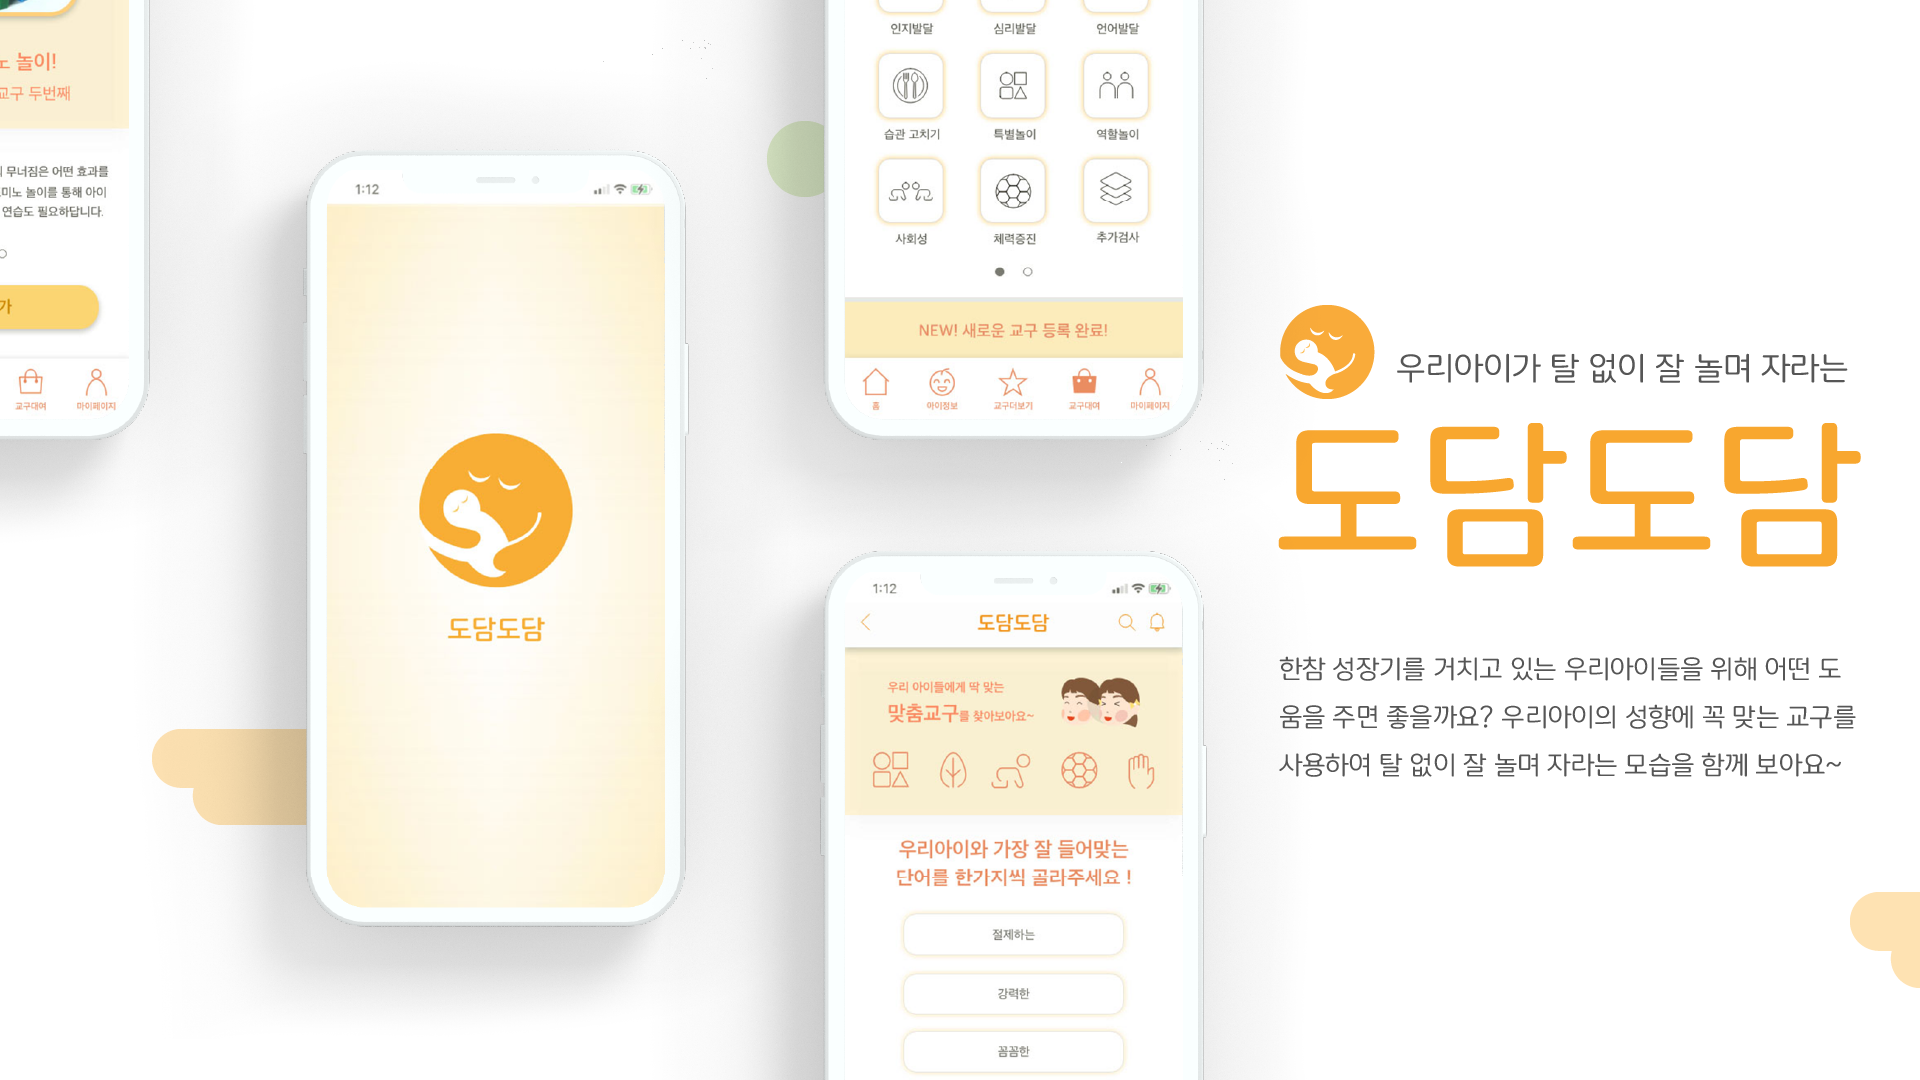 놀이!
교구 두번째
무너짐은 어떤 효과를
미노 놀이를 통해 아이
연습도 필요하답니다.
가
교구대여
마이페이지
1:12
도담도담
인지발달
심리발달
언어발달
습관 고치기
특별놀이
역할놀이
사회성
체력증진
추가검사
NEW! 새로운 교구 등록 완료!
홈
아이정보
교구더보기
교구대여
마이페이지
1:12
도담도담
우리 아이들에게 딱 맞는
맞춤교구를 찾아보아요~
우리아이와 가장 잘 들어맞는
단어를 한가지씩 골라주세요 !
절제하는
강력한
꼼꼼한
우리아이가 탈 없이 잘 놀며 자라는
도담도담
한참 성장기를 거치고 있는 우리아이들을 위해 어떤 도
움을 주면 좋을까요? 우리아이의 성향에 꼭 맞는 교구를
사용하여 탈 없이 잘 놀며 자라는 모습을 함께 보아요~